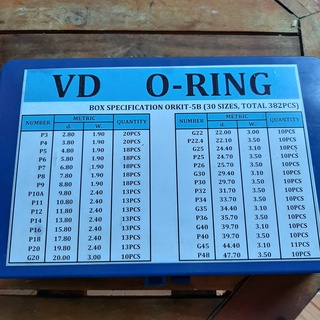 VD O-RING
BOX SPECIFICATION ORKIT-5B (30 SIZES, TOTAL 382PCS)
NUMBER METRIC QUANTITY
d. W.
P3 2.80 1.90 20PCS
P4 3.80 1.90 20PCS
P5 4.80 1.90 18PCS
P6 5.80 1.90 18PCS
P7 6.80 1.90 18PCS
P8 7.80 1.90 18PCS
P9 8.80 1.90 18PCS
P10A 9.80 2.40 13PCS
P11 10.80 2.40 13PCS
P12 11.80 2.40 13PCS
P14 13.80 2.40 13PCS
P16 15.80 2.40 13PCS
P18 17.80 2.40 13PCS
P20 19.80 2.40 13PCS
G20 20.00 3.00 10PCS
NUMBER METRIC QUANTITY
d. W.
G22 22.00 3.00 10PCS
P22.4 22.10 3.50 10PCS
G25 24.40 3.10 10PCS
P25 24.70 3.50 10PCS
P26 25.70 3.50 10PCS
G30 29.40 3.10 10PCS
P30 29.70 3.50 10PCS
P32 31.70 3.50 10PCS
P34 33.70 3.50 10PCS
G35 34.40 3.10 10PCS
P36 35.70 3.50 10PCS
G40 39.40 3.10 10PCS
P40 39.70 3.50 10PCS
G45 44.40 3.10 11PCS
P48 47.70 3.50 10PCS